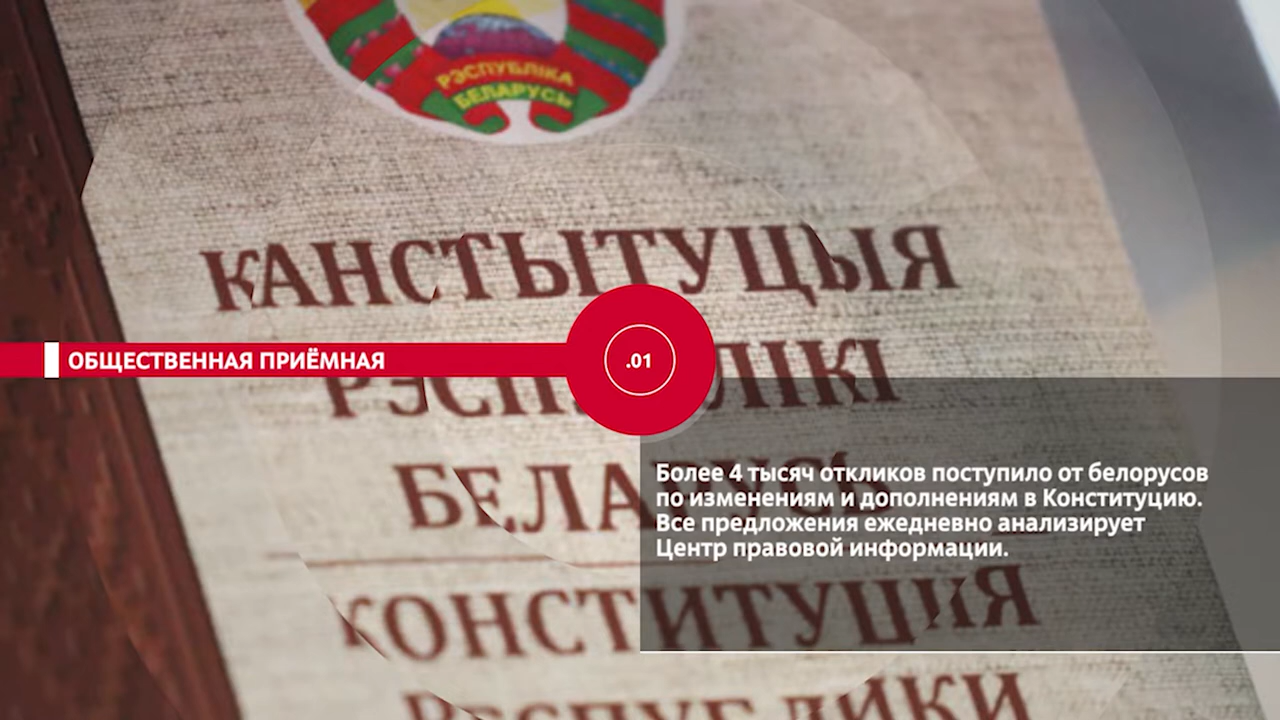 РЭСПУБЛІКА
БЕЛАРУСЬ
КАНСТЫТУЦЫЯ
ОБЩЕСТВЕННАЯ ПРИЁМНАЯ
.01
Более 4 тысяч откликов поступило от белорусов
по изменениям и дополнениям в Конституцию.
Все предложения ежедневно анализирует
Центр правовой информации.
КОНСТИТУЦИЯ